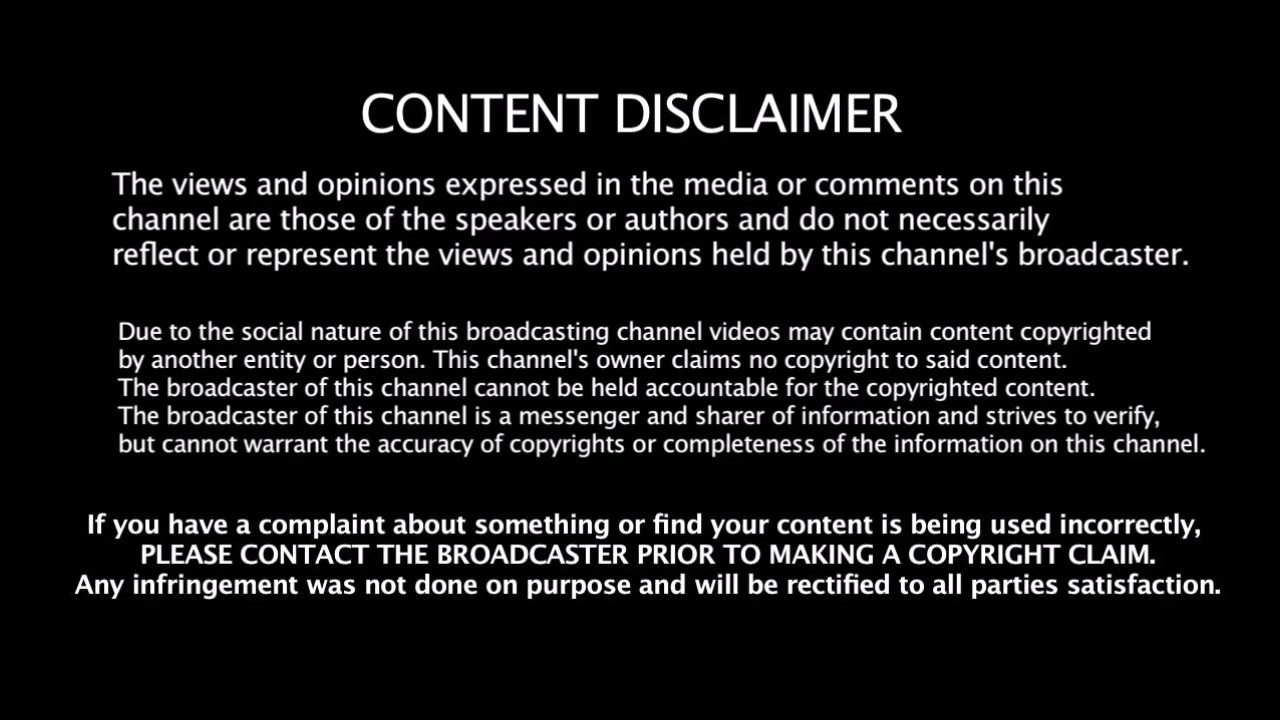 CONTENT DISCLAIMER
The views and opinions expressed in the media or comments on this
channel are those of the speakers or authors and do not necessarily
reflect or represent the views and opinions held by this channel's broadcaster.
Due to the social nature of this broadcasting channel videos may contain content copyrighted
by another entity or person. This channel's owner claims no copyright to said content.
The broadcaster of this channel cannot be held accountable for the copyrighted content.
The broadcaster of this channel is a messenger and sharer of information and strives to verify,
but cannot warrant the accuracy of copyrights or completeness of the information on this channel.
If you have a complaint about something or find your content is being used incorrectly,
PLEASE CONTACT THE BROADCASTER PRIOR TO MAKING A COPYRIGHT CLAIM.
Any infringement was not done on purpose and will be rectified to all parties satisfaction.